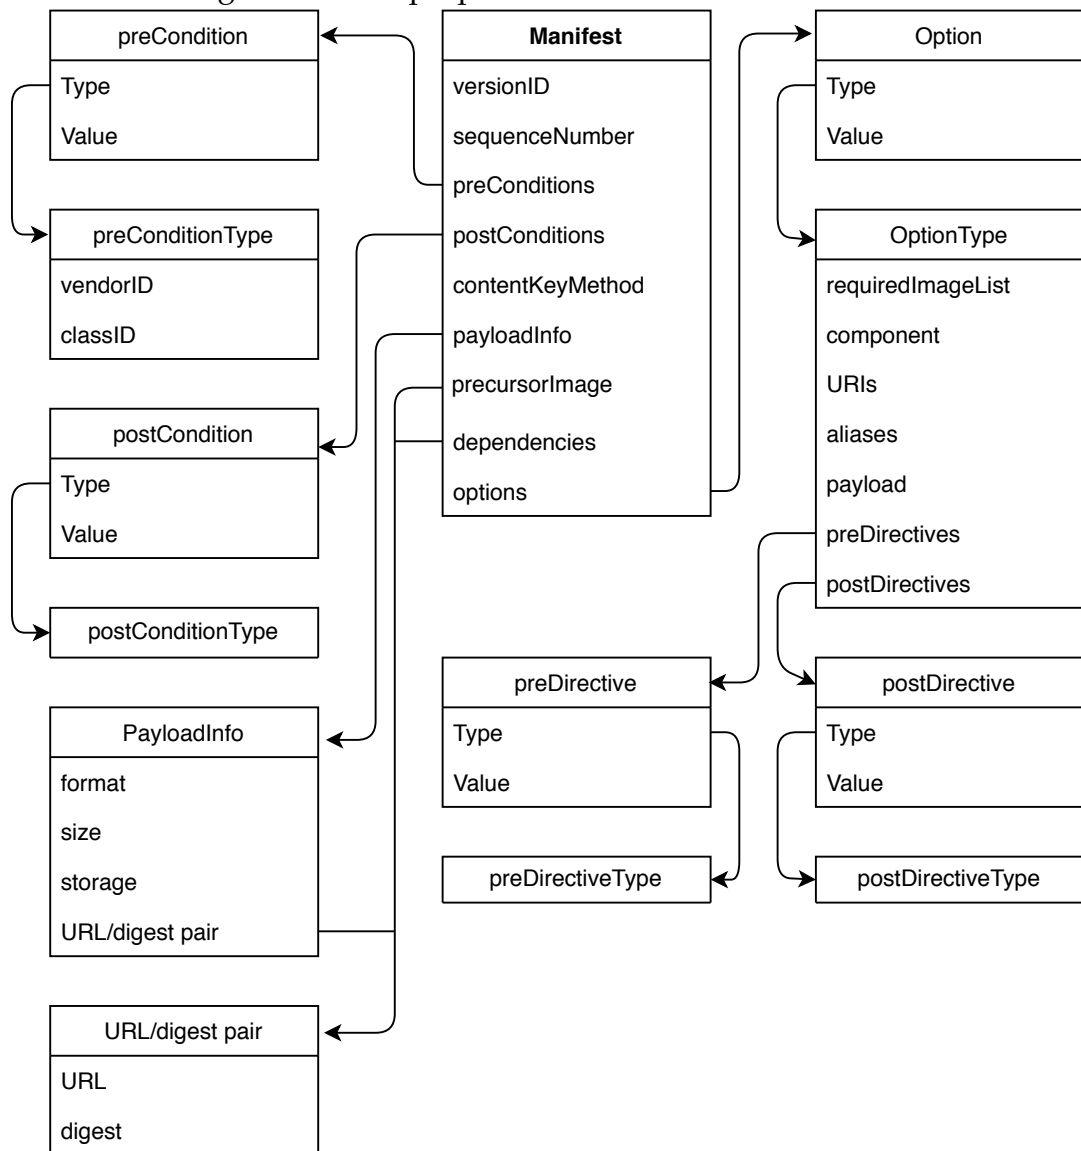 preCondition
Type
Value
preConditionType
vendorID
classID
postCondition
Type
Value
postConditionType
PayloadInfo
format
size
storage
URL/digest pair
URL/digest pair
URL
digest
Manifest
versionID
sequenceNumber
preConditions
postConditions
contentKeyMethod
payloadInfo
precursorImage
dependencies
options
preDirective
Type
Value
preDirectiveType
Option
Type
Value
OptionType
requiredImageList
component
URIs
aliases
payload
preDirectives
postDirectives
postDirective
Type
Value
postDirectiveType